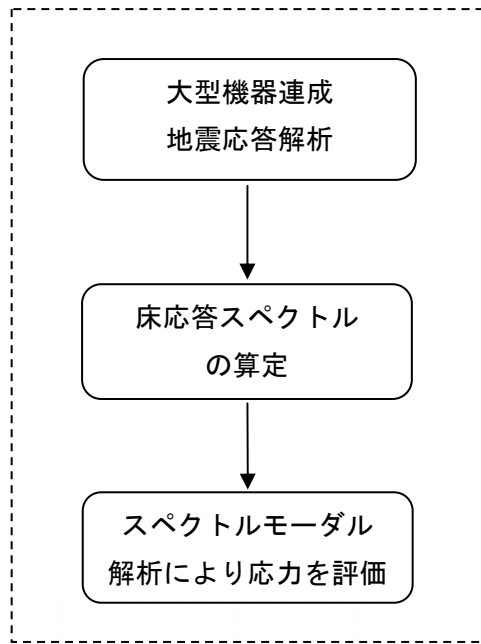 大型機器連成
地震応答解析
床応答スペクトル
の算定
スペクトルモーダル
解析により応力を評価